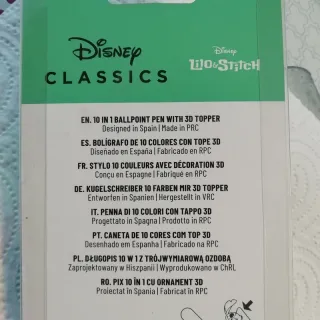 Disney
CLASSICS
Disney
LILO & STITCH
EN. 10 IN 1 BALLPOINT PEN WITH 3D TOPPER
Designed in Spain | Made in PRC
ES. BOLÍGRAFO DE 10 COLORES CON TOPE 3D
Diseñado en España | Fabricado en RPC
FR. STYLO 10 COULEURS AVEC DÉCORATION 3D
Conçu en Espagne | Fabriqué en RPC
DE. KUGELSCHREIBER 10 FARBEN MIR 3D TOPPER
Entworfen in Spanien | Hergestellt in VRC
IT. PENNA DI 10 COLORI CON TAPPO 3D
Progettato in Spagna | Prodotto in RPC
PT. CANETA DE 10 CORES COM TOP 3D
Desenhado em Espanha | Fabricado na RPC
PL. DŁUGOPIS 10 W 1 Z TRÓJWYMIAROWĄ OZDOBĄ
Zaprojektowany w Hiszpanii | Wyprodukowano w ChRL
RO. PIX 10 ÎN 1 CU ORNAMENT 3D
Proiectat în Spania | Fabricat în RPC